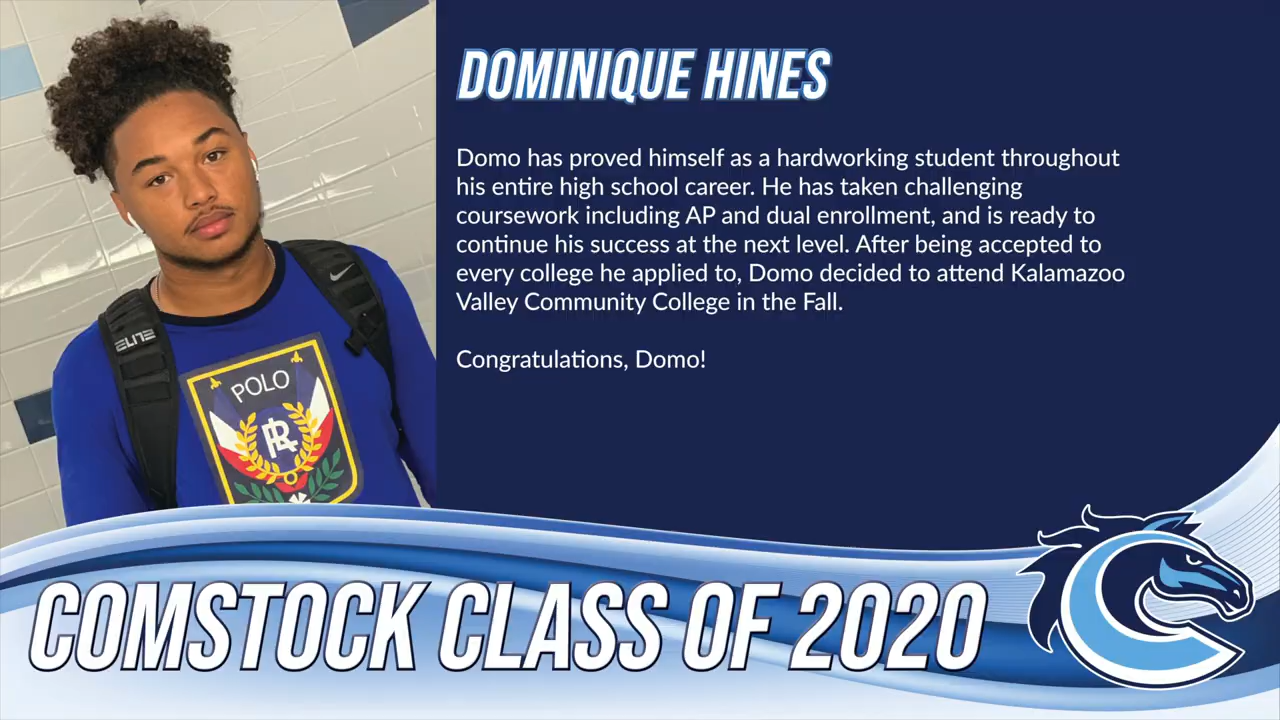 DOMINIQUE HINES
Domo has proved himself as a hardworking student throughout
his entire high school career. He has taken challenging
coursework including AP and dual enrollment, and is ready to
continue his success at the next level. After being accepted to
every college he applied to, Domo decided to attend Kalamazoo
Valley Community College in the Fall.
Congratulations, Domo!
ELITE
POLO
RL
COMSTOCK CLASS OF 2020
C